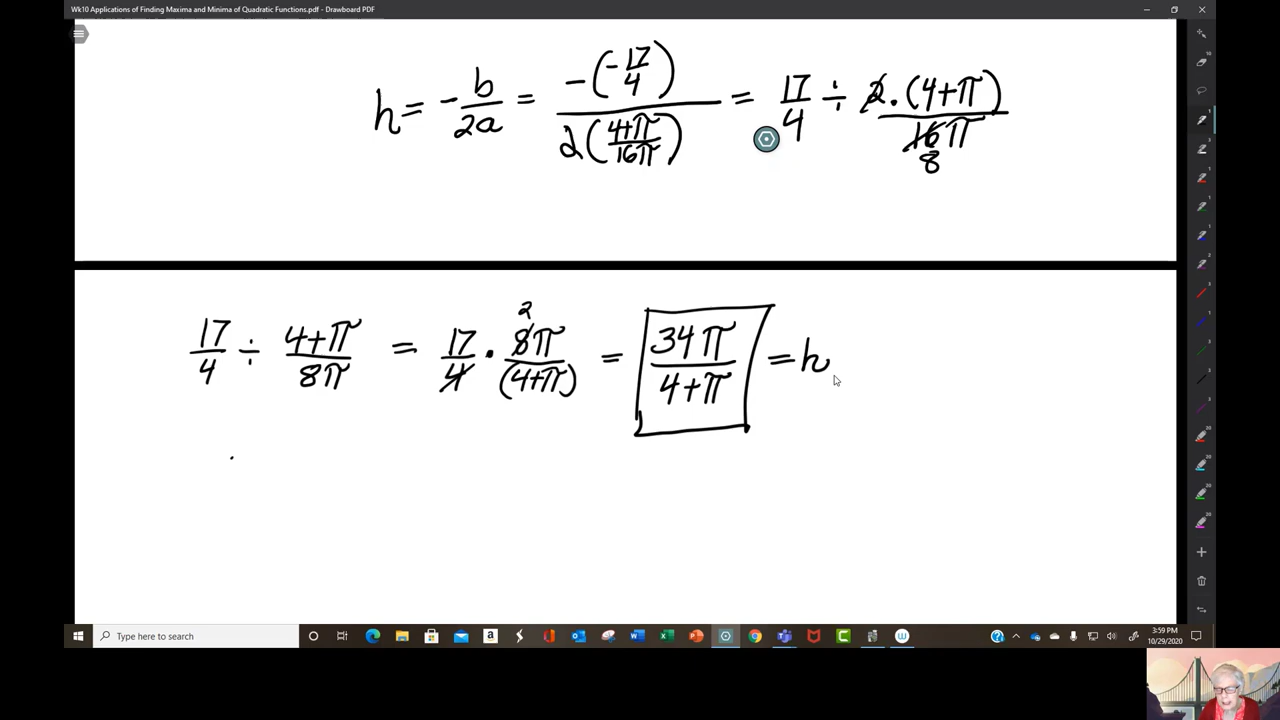 Wk10 Applications of Finding Maxima and Minima of Quadratic Functions.pdf - Drawboard PDF
h = -b/2a = -(-17/4)/2(4+π/16π) = 17/4 ÷ 2·(4+π)/16π
8
17/4 ÷ 4+π/8π = 17/4 · 8π/(4+π) = 34π/4+π = h
2
Type here to search
3:59 PM
10/29/2020